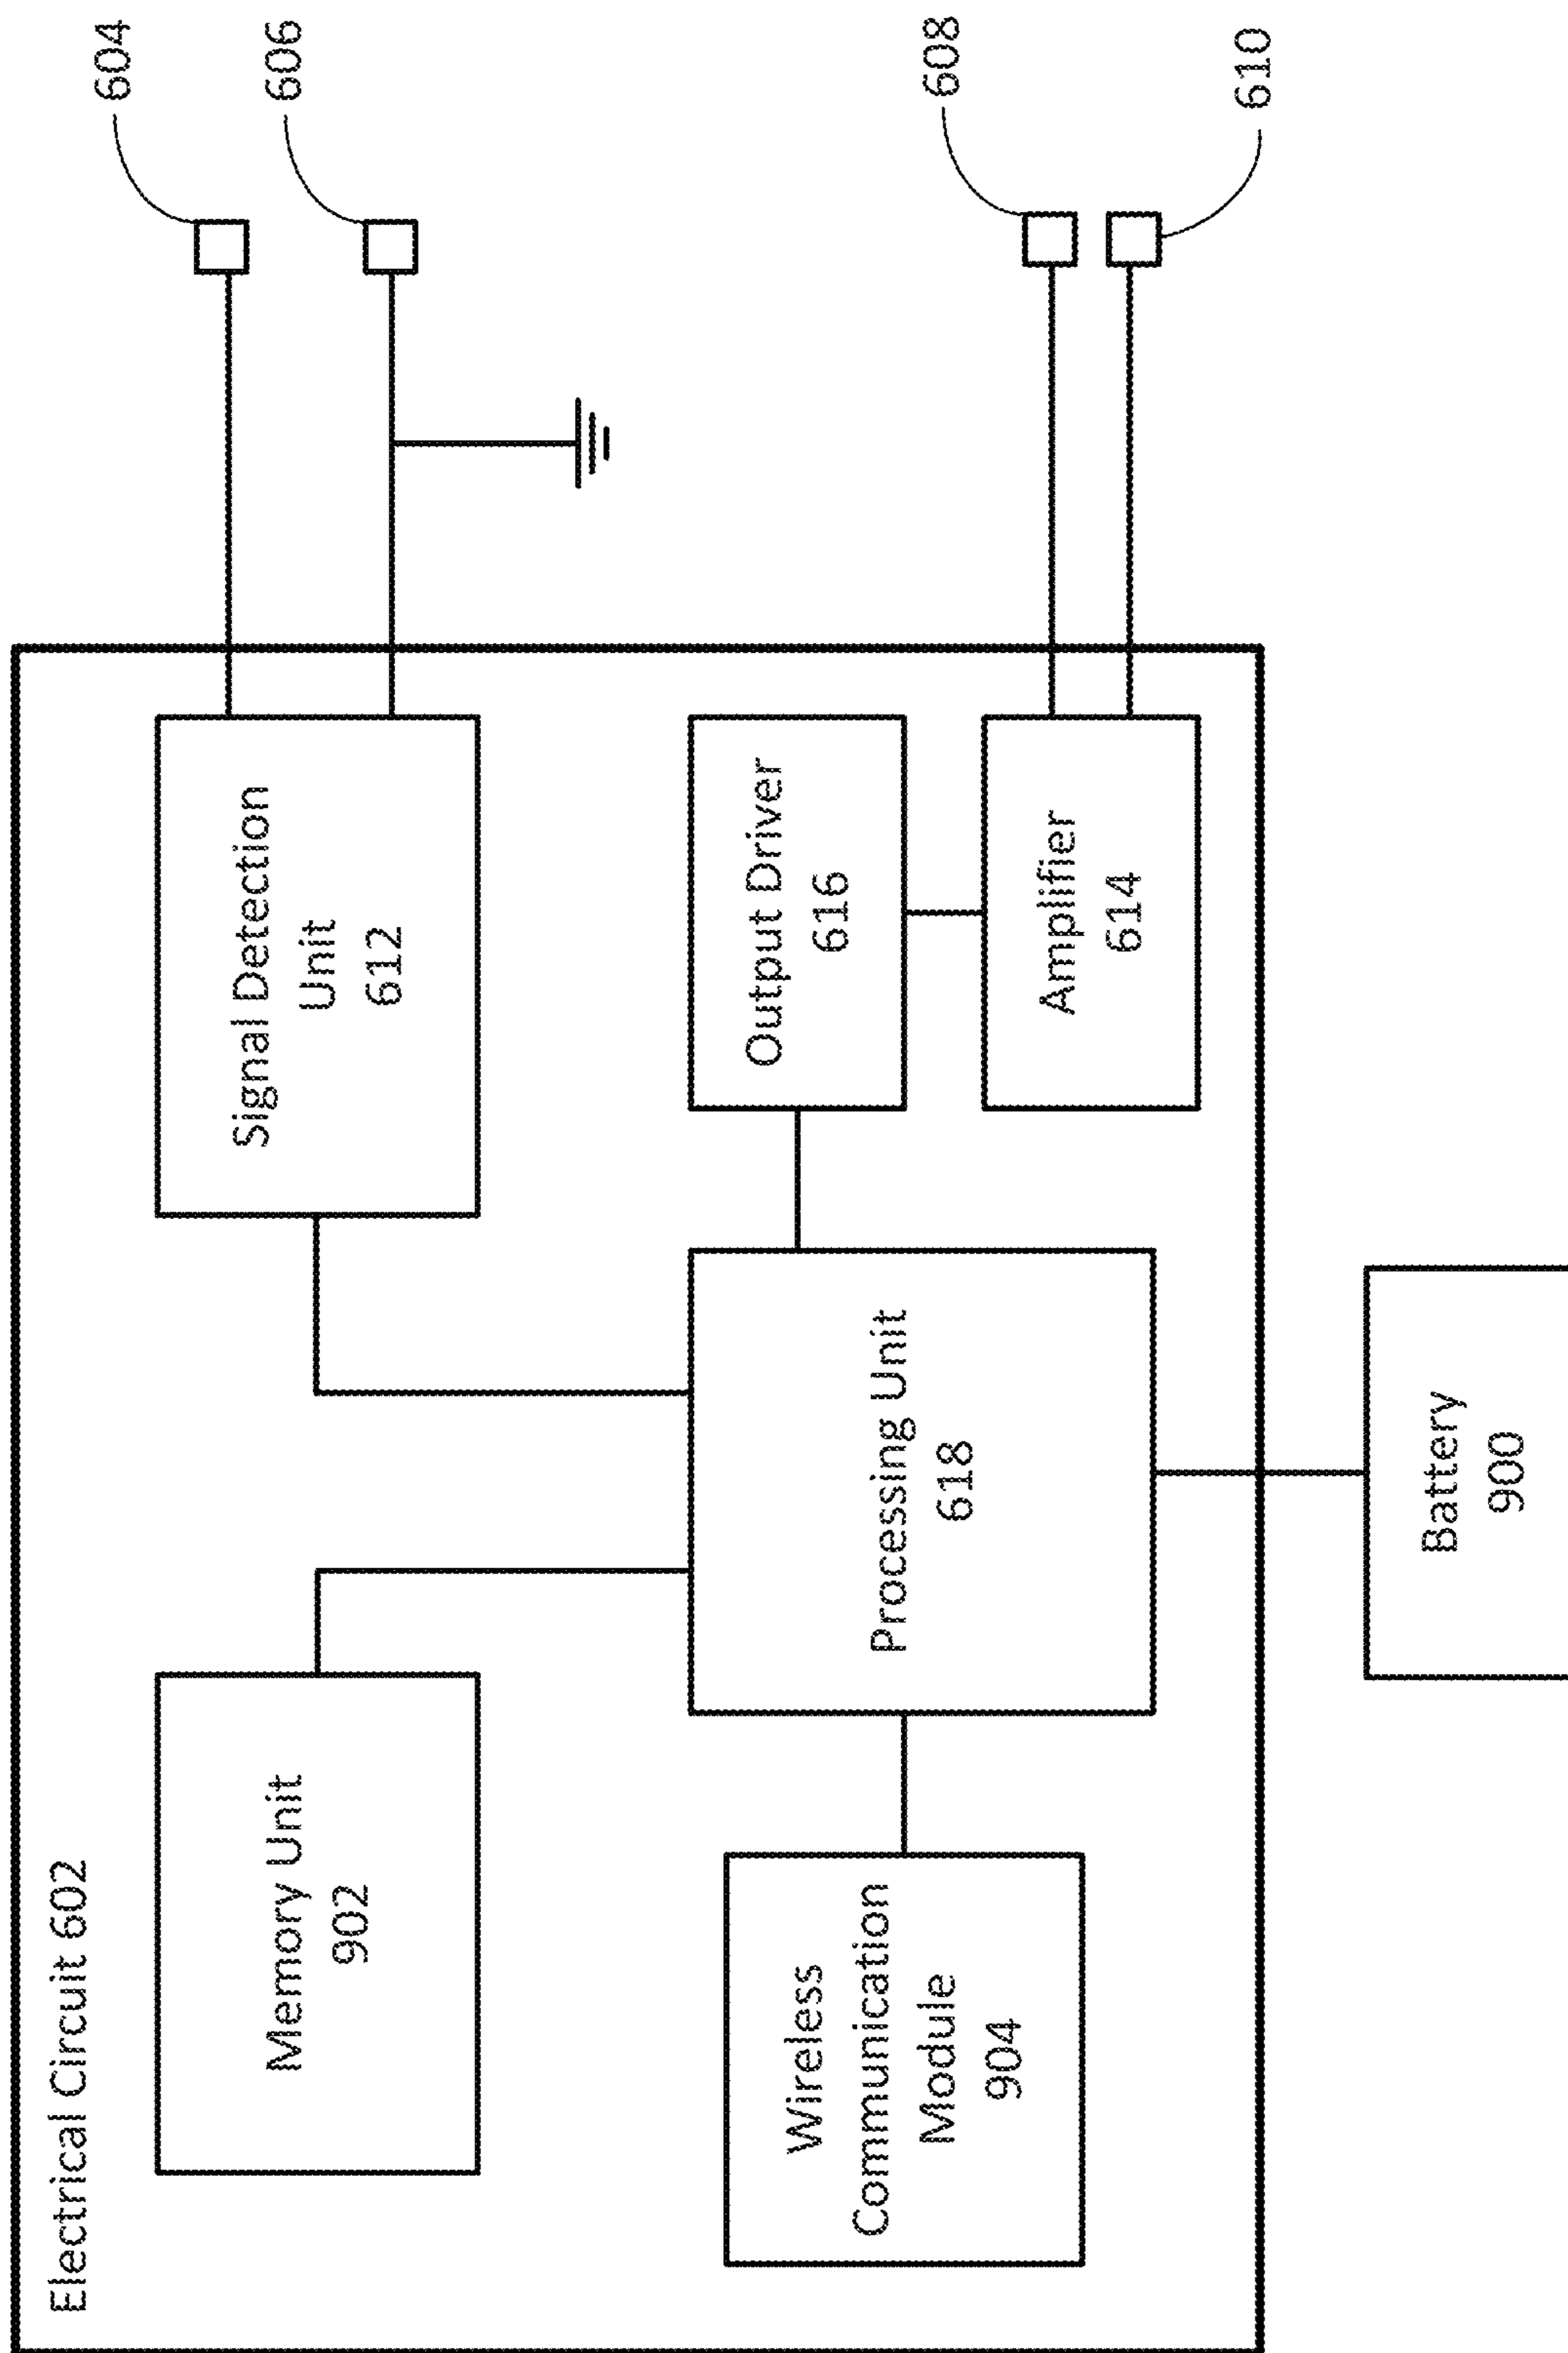 Electrical Circuit 602
Memory Unit
902
Signal Detection
Unit
612
604
606
Wireless
Communication
Module
904
Processing Unit
618
Output Driver
616
Amplifier
614
608
610
Battery
900